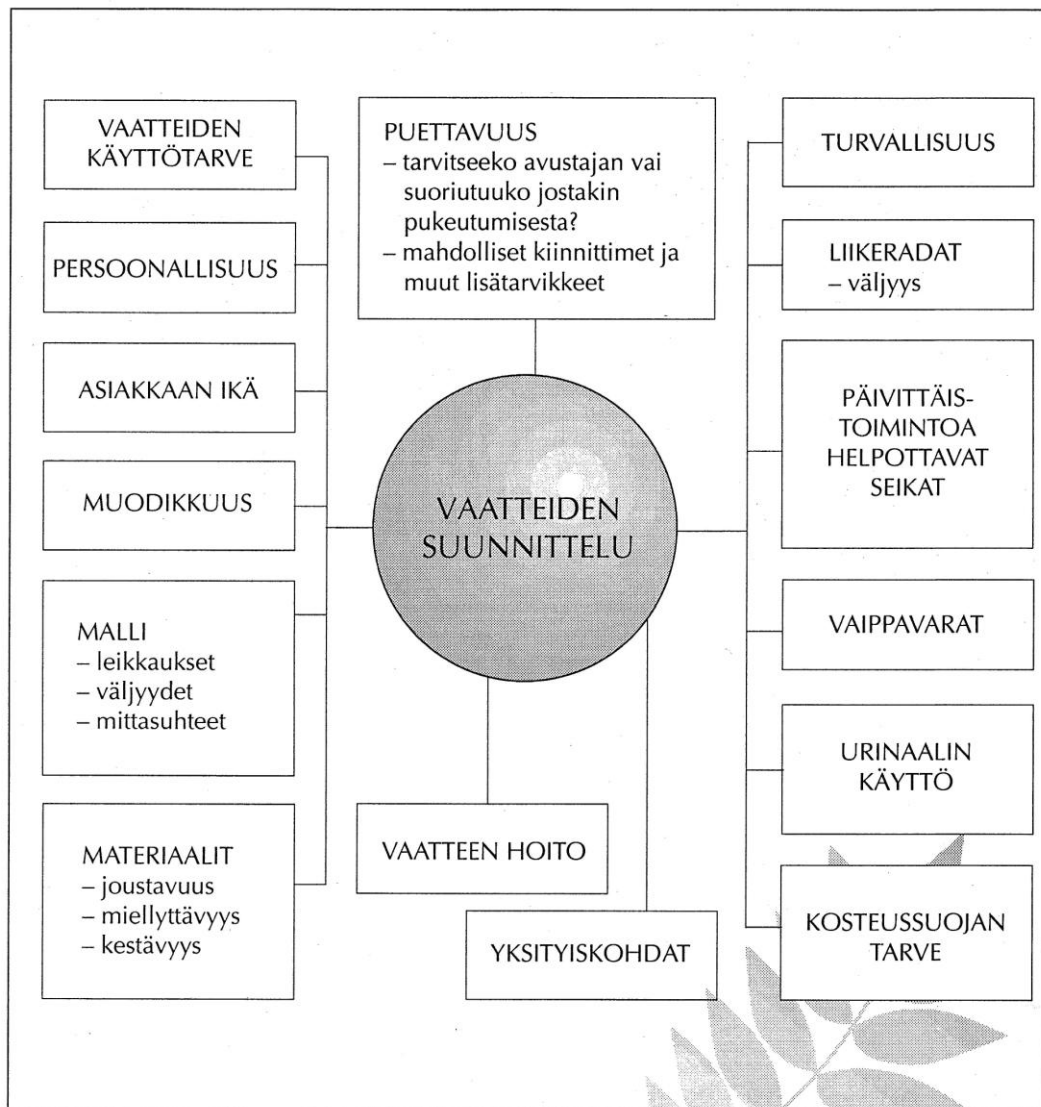 VAATTEIDEN
KÄYTTÖTARVE
PERSOONALLISUUS
ASIAKKAAN IKÄ
MUODIKKUUS
MALLI
– leikkaukset
– väljyydet
– mittasuhteet
MATERIAALIT
– joustavuus
– miellyttävyys
– kestävyys
PUETTAVUUS
– tarvitseeko avustajan vai
suoriutuuko jostakin
pukeutumisesta?
– mahdolliset kiinnittimet ja
muut lisätarvikkeet
VAATTEIDEN
SUUNNITTELU
VAATTEEN HOITO
YKSITYISKOHDAT
TURVALLISUUS
LIIKERADAT
– väljyys
PÄIVITTÄIS-
TOIMINTOA
HELPOTTAVAT
SEIKAT
VAIPPAVARAT
URINAALIN
KÄYTTÖ
KOSTEUSSUOJAN
TARVE